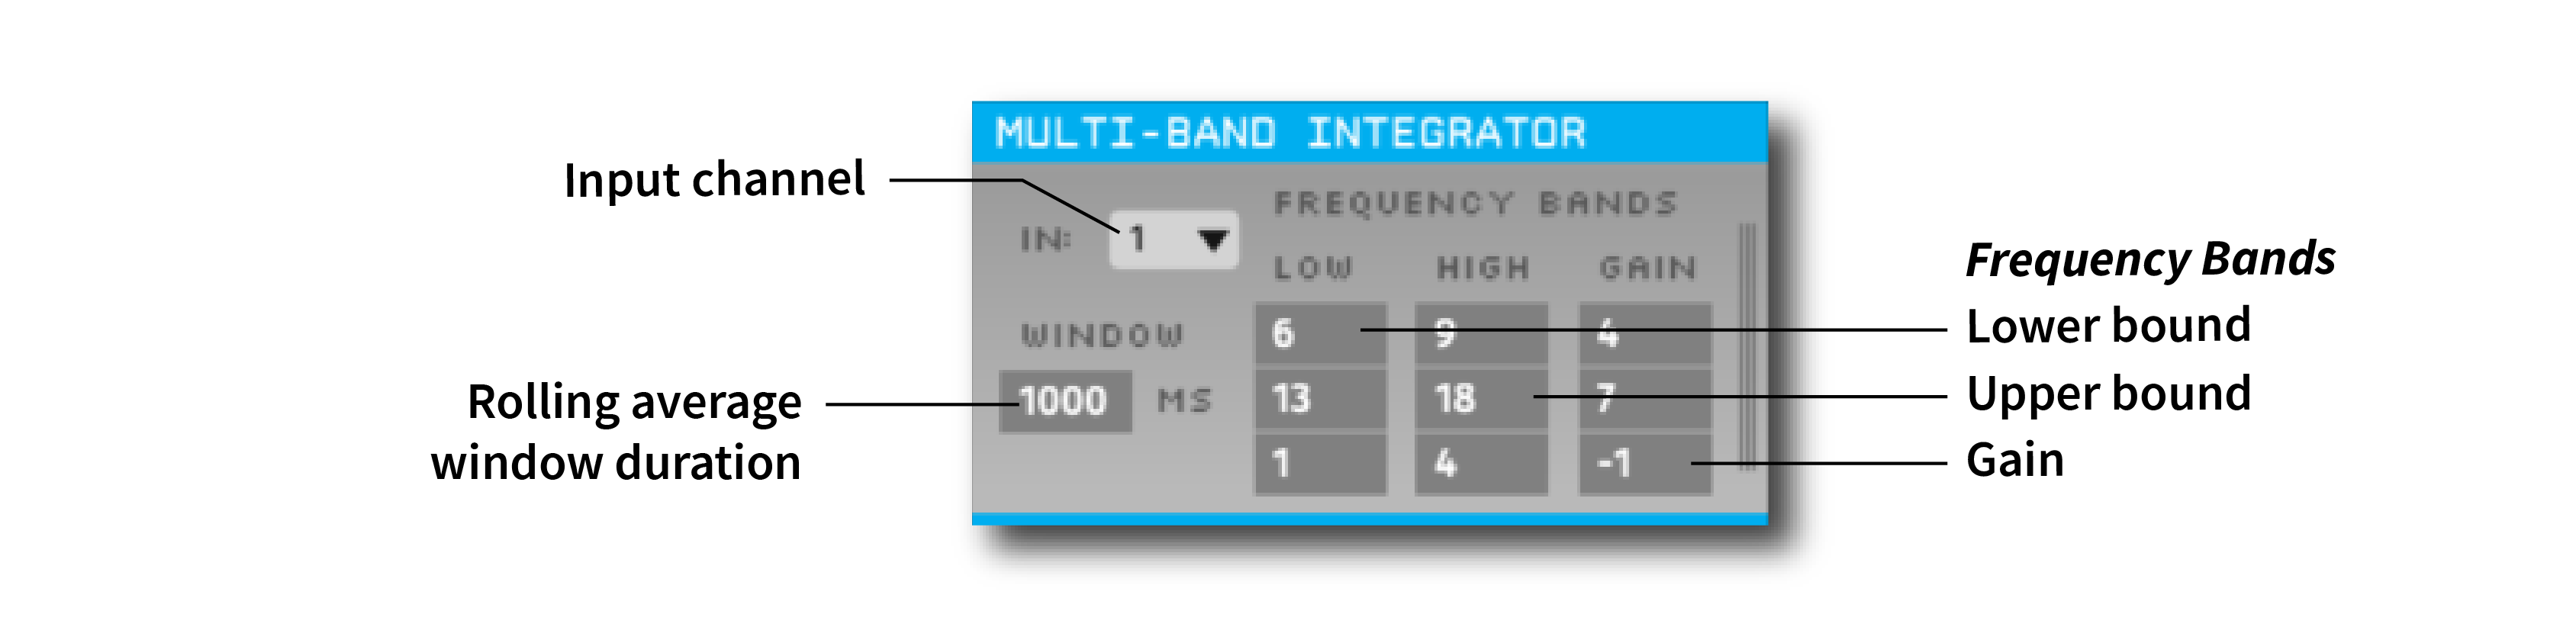 MULTI-BAND INTEGRATOR
Input channel
IN: 1
FREQUENCY BANDS
LOW HIGH GAIN
WINDOW
1000 MS
6 9 4
13 18 7
1 4 -1
Rolling average
window duration
Frequency Bands
Lower bound
Upper bound
Gain